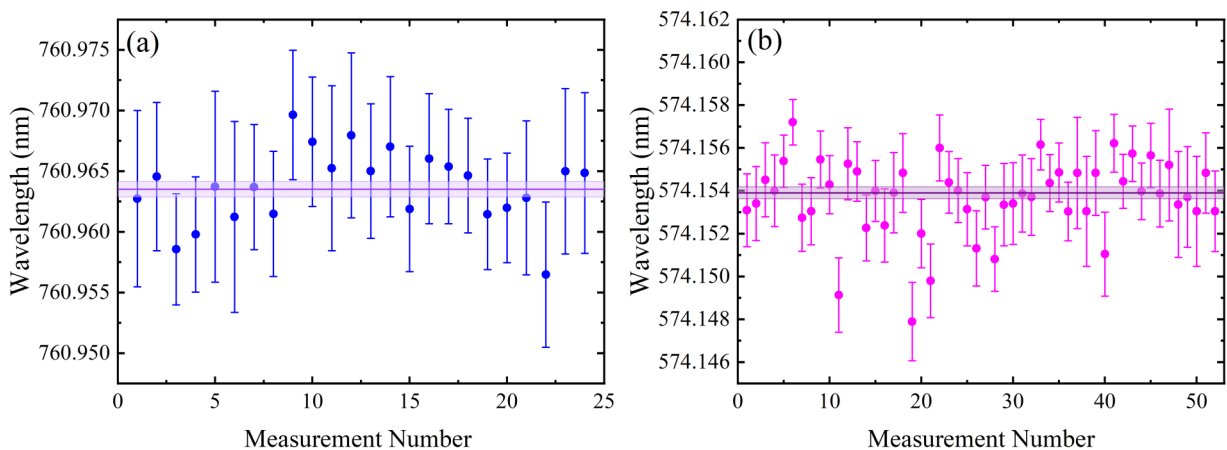 (a)
Wavelength (nm)
760.975
760.970
760.965
760.960
760.955
760.950
0 5 10 15 20 25
Measurement Number
(b)
Wavelength (nm)
574.162
574.160
574.158
574.156
574.154
574.152
574.150
574.148
574.146
0 10 20 30 40 50
Measurement Number